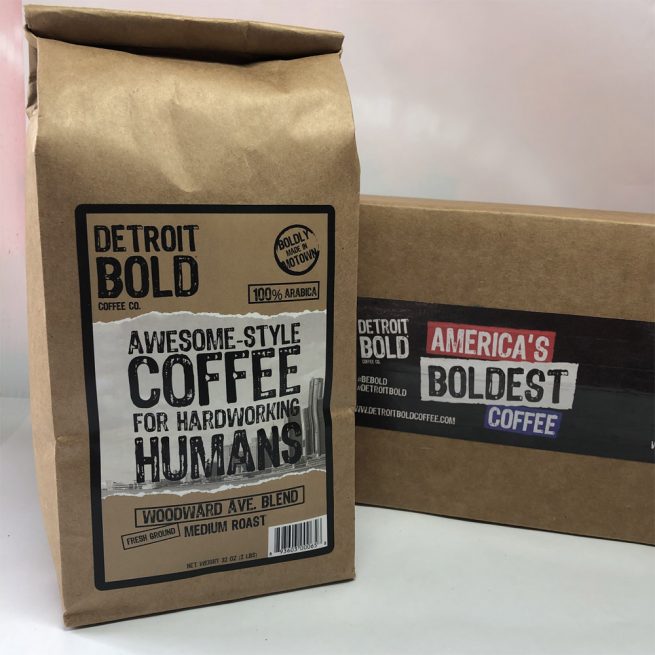 DETROIT
BOLD
COFFEE CO.
BOLDLY
MADE IN
MOTOWN
100% ARABICA
AWESOME-STYLE
COFFEE
FOR HARDWORKING
HUMANS
WOODWARD AVE. BLEND
FRESH GROUND
MEDIUM ROAST
NET WEIGHT 32 OZ (2 LBS)
DETROIT
BOLD
COFFEE CO.
#BEBOLD
#DETROITBOLD
WWW.DETROITBOLDCOFFEE.COM
AMERICA'S
BOLDEST
COFFEE